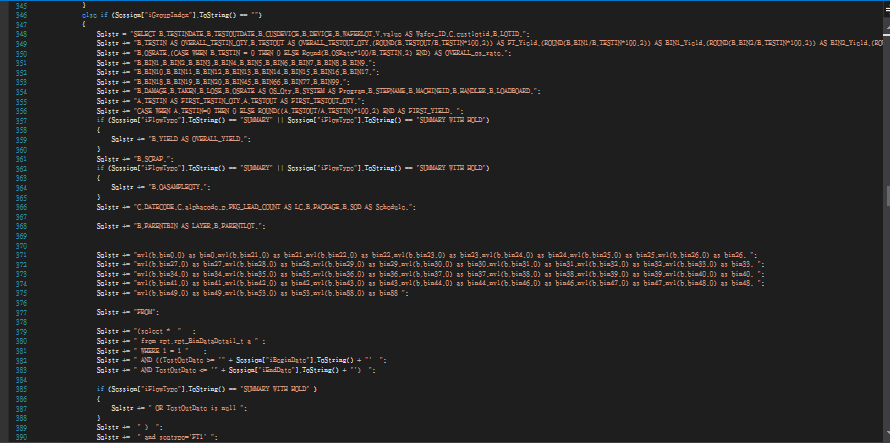 345 }
346 else if (Session["iGroupIndex"].ToString() == "")
347 {
348 Sqlstr = "SELECT B.TESTINDATE,B.TESTOUTDATE,B.CUSDEVICE,B.DEVICE,B.WAFERLOT,V.value AS Wafer_ID,C.custlotid,B.LOTID,";
349 Sqlstr += "B.TESTIN AS OVERALL_TESTIN_QTY,B.TESTOUT AS OVERALL_TESTOUT_QTY,(ROUND(B.TESTOUT/B.TESTIN*100,2)) AS FT_Yield,(ROUND(B.BIN1/B.TESTIN*100,2)) AS BIN1_Yield,(ROUND(B.BIN2/B.TESTIN*100,2)) AS BIN2_Yield,(RO
350 Sqlstr += "B.OSRATE,(CASE WHEN B.TESTIN = 0 THEN 0 ELSE Round(B.OSRate*100/B.TESTIN,2) END) AS OVERALL_os_rate,";
351 Sqlstr += "B.BIN1,B.BIN2,B.BIN3,B.BIN4,B.BIN5,B.BIN6,B.BIN7,B.BIN8,B.BIN9,";
352 Sqlstr += "B.BIN10,B.BIN11,B.BIN12,B.BIN13,B.BIN14,B.BIN15,B.BIN16,B.BIN17,";
353 Sqlstr += "B.BIN18,B.BIN19,B.BIN20,B.BIN45,B.BIN66,B.BIN77,B.BIN99,";
354 Sqlstr += "B.DAMAGE,B.TAKEN,B.LOSE,B.OSRATE AS OS_Qty,B.SYSTEM AS Program,B.STEPNAME,B.MACHINEID,B.HANDLER,B.LOADBOARD,";
355 Sqlstr += "A.TESTIN AS FIRST_TESTIN_QTY,A.TESTOUT AS FIRST_TESTOUT_QTY,";
356 Sqlstr += "CASE WHEN A.TESTIN=0 THEN 0 ELSE ROUND((A.TESTOUT/A.TESTIN)*100,2) END AS FIRST_YIELD, ";
357 if (Session["iFlowType"].ToString() == "SUMMARY" || Session["iFlowType"].ToString() == "SUMMARY WITH HOLD")
358 {
359 Sqlstr += "B.YIELD AS OVERALL_YIELD,";
360 }
361 Sqlstr += "B.SCRAP,";
362 if (Session["iFlowType"].ToString() == "SUMMARY" || Session["iFlowType"].ToString() == "SUMMARY WITH HOLD")
363 {
364 Sqlstr += "B.QASAMPLEQTY,";
365 }
366 Sqlstr += "C.DATECODE,C.alphacode,p.PKG_LEAD_COUNT AS LC,B.PACKAGE,B.SOD AS Schedule,";
367
368 Sqlstr += "B.PARENTBIN AS LAYER,B.PARENTLOT,";
369
370
371 Sqlstr += "nvl(b.bin0,0) as bin0,nvl(b.bin21,0) as bin21,nvl(b.bin22,0) as bin22,nvl(b.bin23,0) as bin23,nvl(b.bin24,0) as bin24,nvl(b.bin25,0) as bin25,nvl(b.bin26,0) as bin26, ";
372 Sqlstr += "nvl(b.bin27,0) as bin27,nvl(b.bin28,0) as bin28,nvl(b.bin29,0) as bin29,nvl(b.bin30,0) as bin30,nvl(b.bin31,0) as bin31,nvl(b.bin32,0) as bin32,nvl(b.bin33,0) as bin33, ";
373 Sqlstr += "nvl(b.bin34,0) as bin34,nvl(b.bin35,0) as bin35,nvl(b.bin36,0) as bin36,nvl(b.bin37,0) as bin37,nvl(b.bin38,0) as bin38,nvl(b.bin39,0) as bin39,nvl(b.bin40,0) as bin40, ";
374 Sqlstr += "nvl(b.bin41,0) as bin41,nvl(b.bin42,0) as bin42,nvl(b.bin43,0) as bin43,nvl(b.bin44,0) as bin44,nvl(b.bin46,0) as bin46,nvl(b.bin47,0) as bin47,nvl(b.bin48,0) as bin48, ";
375 Sqlstr += "nvl(b.bin49,0) as bin49,nvl(b.bin53,0) as bin53,nvl(b.bin88,0) as bin88 ";
376
377 Sqlstr += "FROM";
378
379 Sqlstr += "(select * " ;
380 Sqlstr += " from rpt.rpt_BinDataDetail_t a " ;
381 Sqlstr += " WHERE 1 = 1 " ;
382 Sqlstr += " AND ((TestOutDate >= '" + Session["iBeginDate"].ToString() + "' ";
383 Sqlstr += " AND TestOutDate <= '" + Session["iEndDate"].ToString() + "') ";
384
385 if (Session["iFlowType"].ToString() == "SUMMARY WITH HOLD" )
386 {
387 Sqlstr += " OR TestOutDate is null ";
388 }
389 Sqlstr += " ) ";
390 Sqlstr += " and segtype='FT1' ";